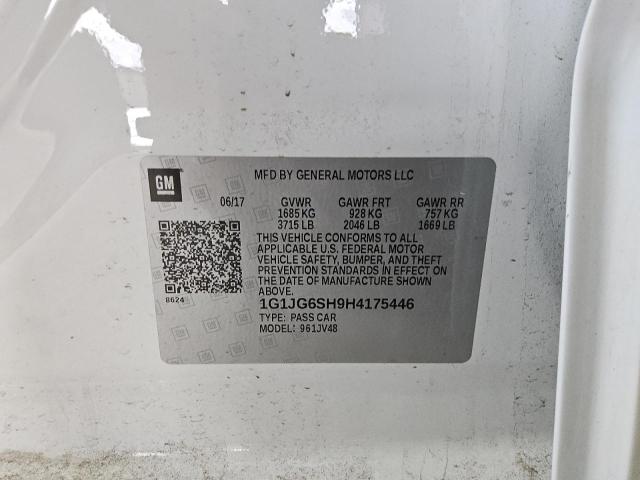 GM
MFD BY GENERAL MOTORS LLC
06/17 GVWR GAWR FRT GAWR RR
1685 KG 928 KG 757 KG
3715 LB 2046 LB 1669 LB
THIS VEHICLE CONFORMS TO ALL
APPLICABLE U.S. FEDERAL MOTOR
VEHICLE SAFETY, BUMPER, AND THEFT
PREVENTION STANDARDS IN EFFECT ON
THE DATE OF MANUFACTURE SHOWN
ABOVE.
8624
1G1JG6SH9H4175446
TYPE: PASS CAR
MODEL: 961JV48